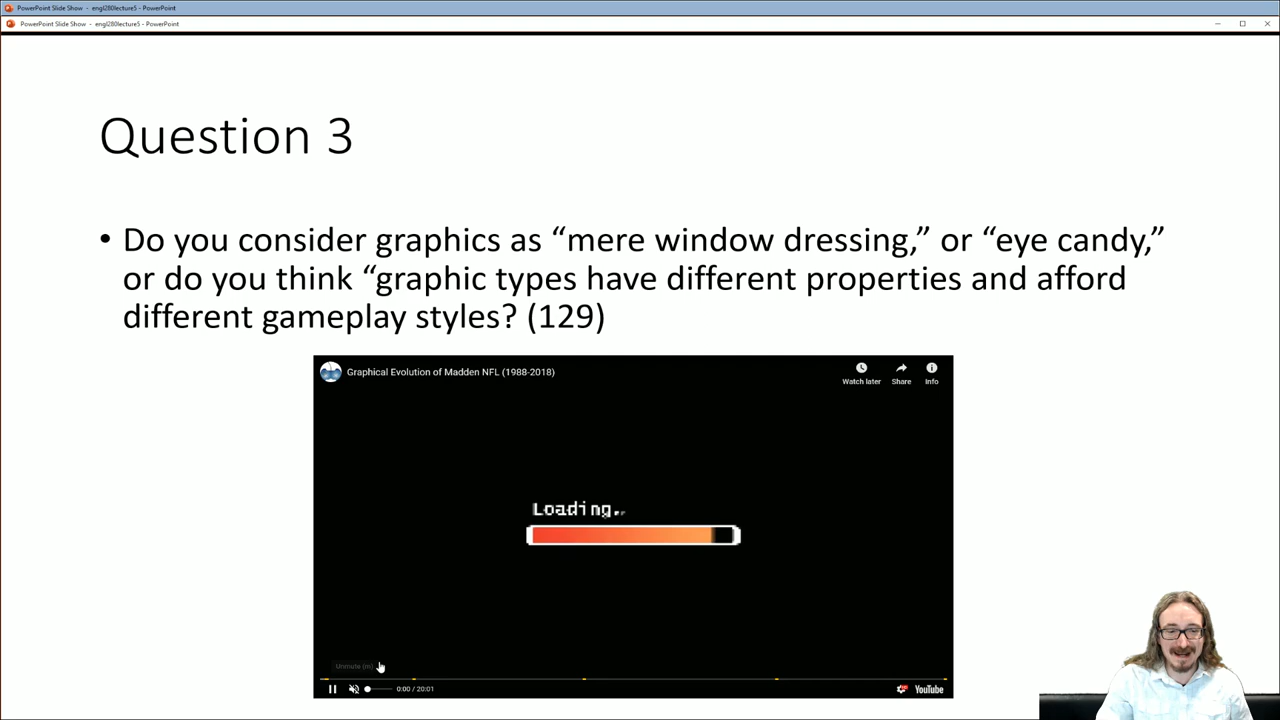 PowerPoint Slide Show - engl280lecture5 - PowerPoint
PowerPoint Slide Show - engl280lecture5 - PowerPoint
Question 3
• Do you consider graphics as “mere window dressing,” or “eye candy,”
or do you think “graphic types have different properties and afford
different gameplay styles? (129)
Graphical Evolution of Madden NFL (1988-2018)
Watch later
Share
Info
Loading..
Unmute (m)
0:00 / 20:01
YouTube